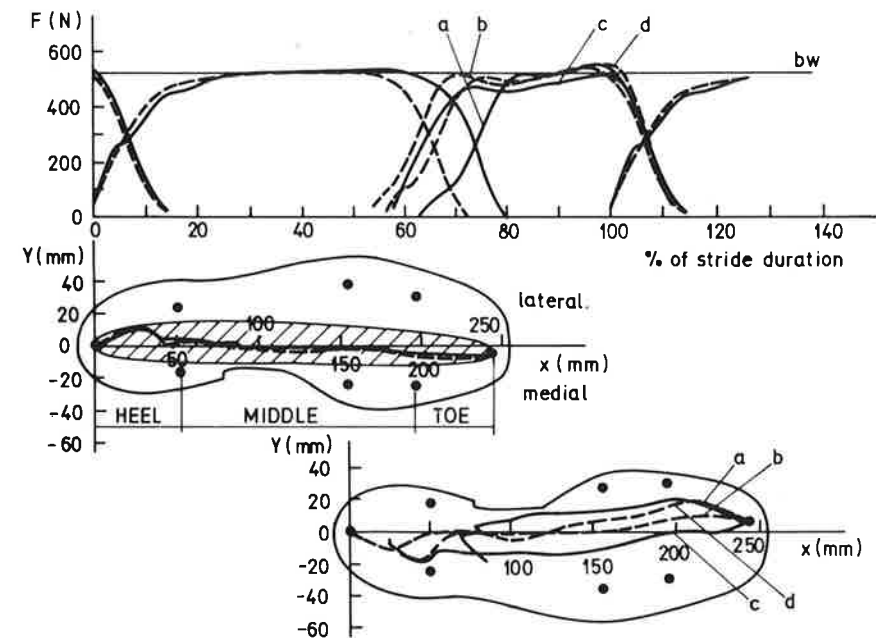 F(N)
a b c d
600
bw
400
200
0
0 20 40 60 80 100 120 140
% of stride duration
Y(mm)
40
20
0
-20
-40
-60
lateral.
100
250
50
150
200
x(mm)
medial
HEEL MIDDLE TOE
Y(mm)
40
20
0
-20
-40
-60
a b
100
150
200
250
x(mm)
c d